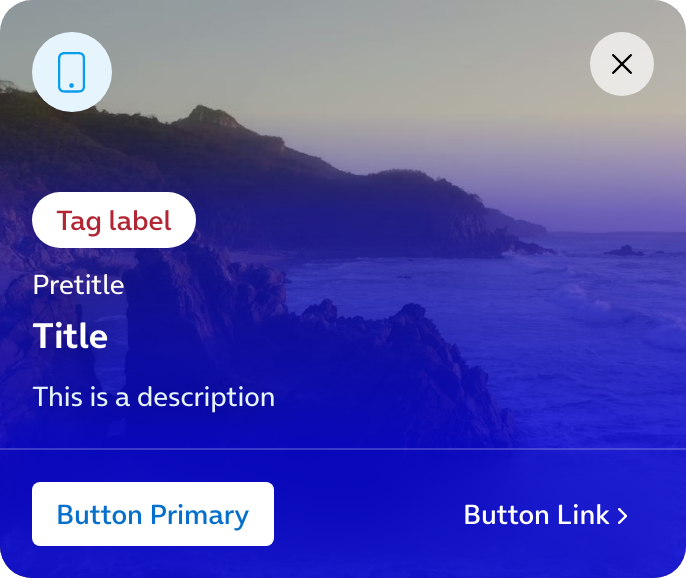 Tag label
Pretitle
Title
This is a description
Button Primary
Button Link